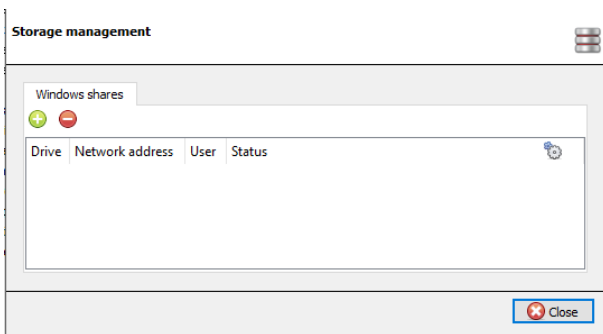 Storage management
Windows shares
Drive Network address User Status
Close